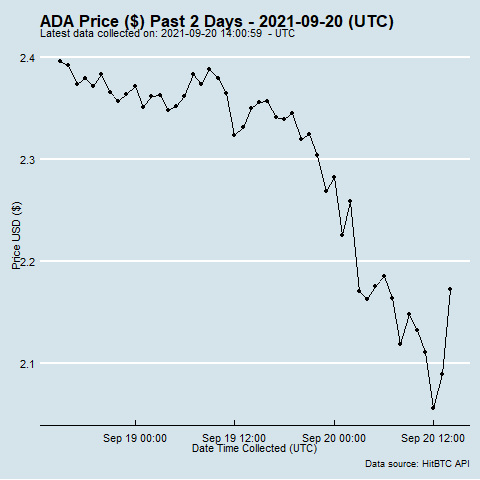 ADA Price ($) Past 2 Days - 2021-09-20 (UTC)
Latest data collected on: 2021-09-20 14:00:59  - UTC
2.4
2.3
2.2
2.1
Price USD ($)
Sep 19 00:00
Sep 19 12:00
Sep 20 00:00
Sep 20 12:00
Date Time Collected (UTC)
Data source: HitBTC API